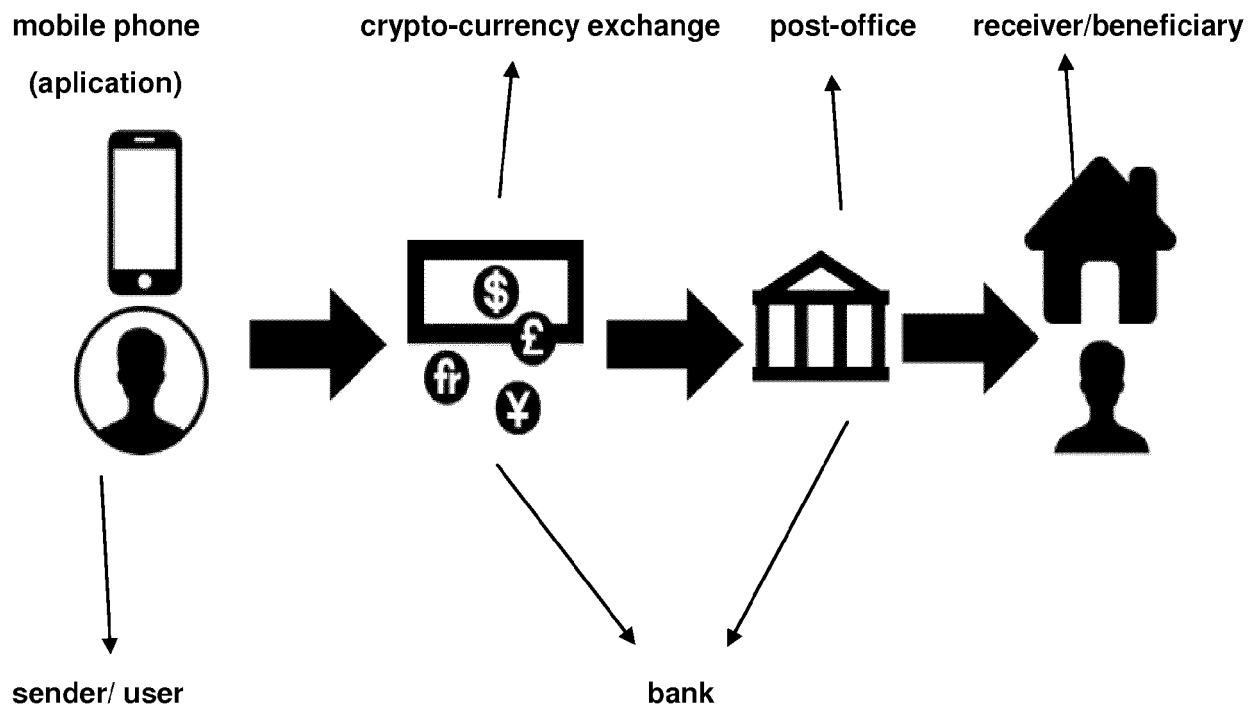 mobile phone
(aplication)
crypto-currency exchange
post-office
receiver/beneficiary
$
£
fr
¥
sender/ user
bank